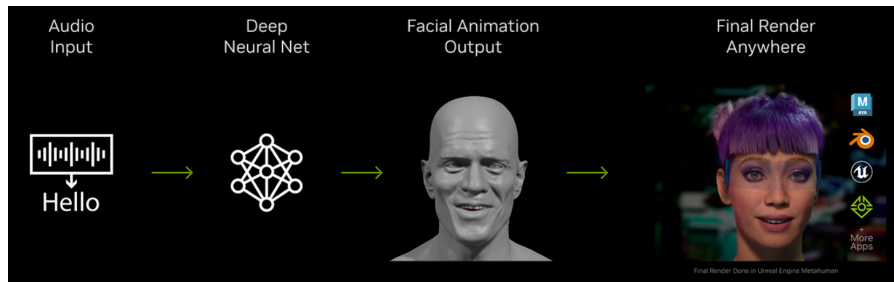 Audio
Input
Deep
Neural Net
Facial Animation
Output
Final Render
Anywhere
Hello
M
AYA
+
More
Apps
Final Render Done in Unreal Engine Metahuman